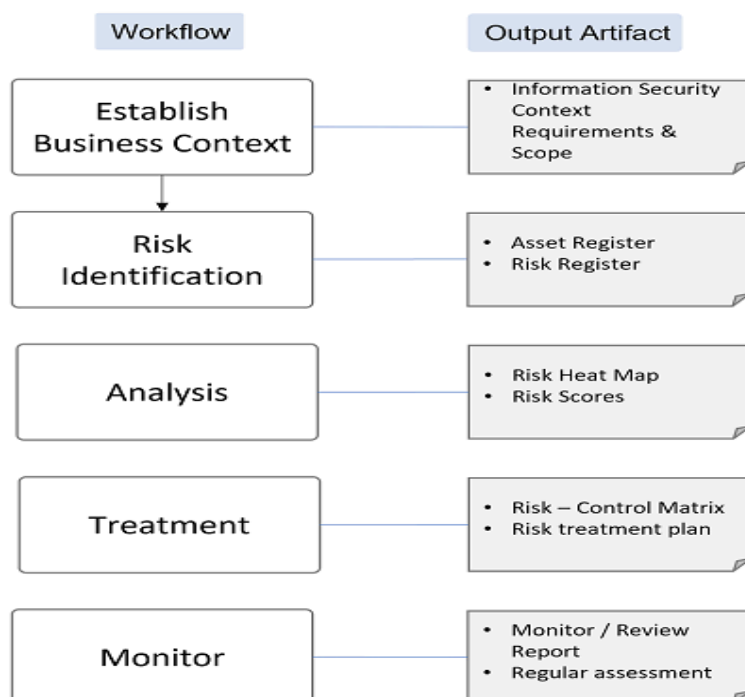 Workflow
Output Artifact
Establish
Business Context
• Information Security
Context
Requirements &
Scope
Risk
Identification
• Asset Register
• Risk Register
Analysis
• Risk Heat Map
• Risk Scores
Treatment
• Risk – Control Matrix
• Risk treatment plan
Monitor
• Monitor / Review
Report
• Regular assessment